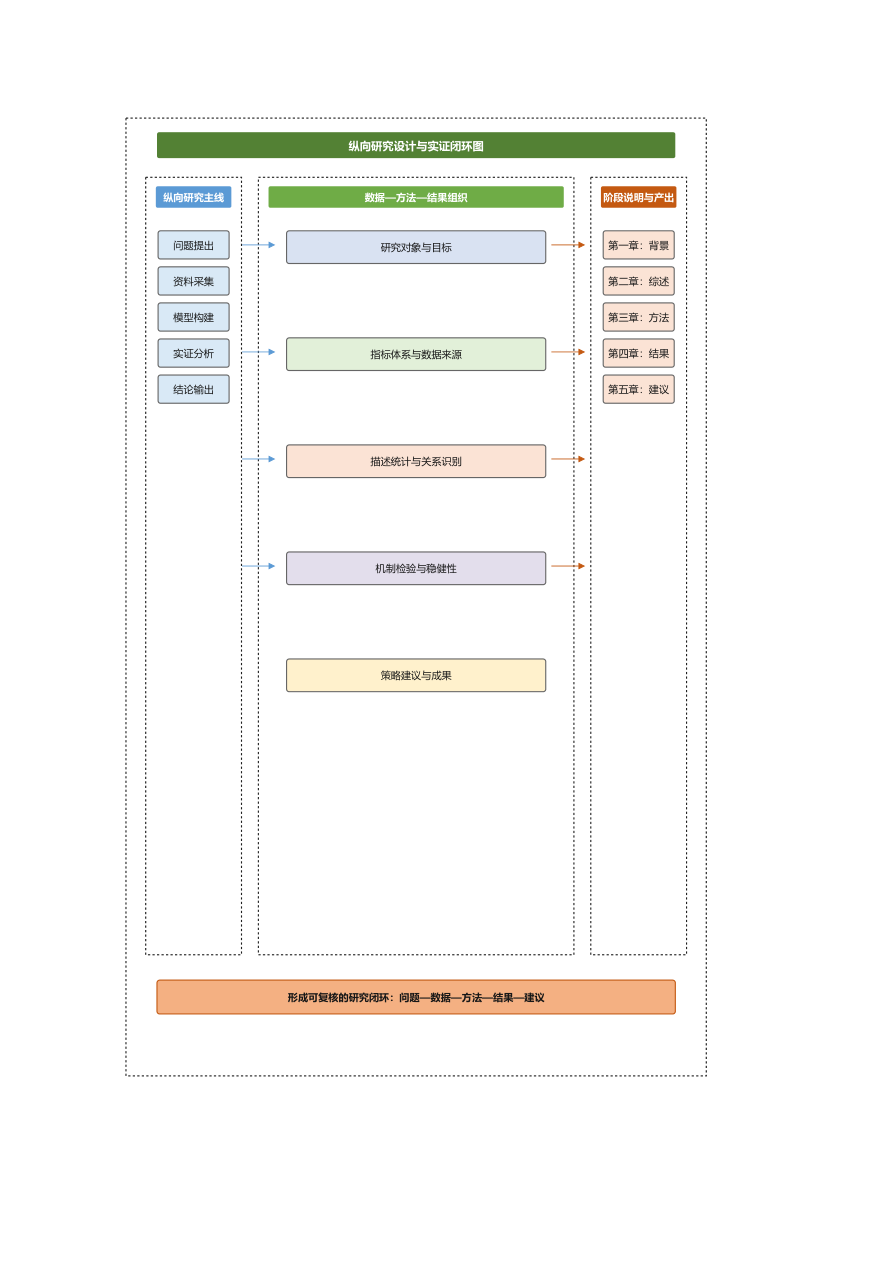 纵向研究设计与实证闭环图
纵向研究主线
问题提出
资料采集
模型构建
实证分析
结论输出
数据—方法—结果组织
研究对象与目标
指标体系与数据来源
描述统计与关系识别
机制检验与稳健性
策略建议与成果
阶段说明与产出
第一章：背景
第二章：综述
第三章：方法
第四章：结果
第五章：建议
形成可复核的研究闭环：问题—数据—方法—结果—建议